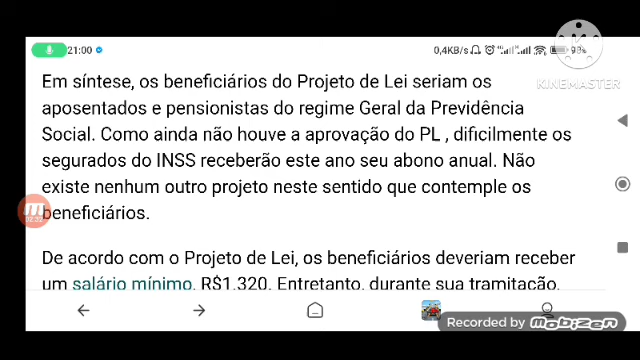 21:00
0,4KB/s
98%
KINEMASTER
Em síntese, os beneficiários do Projeto de Lei seriam os
aposentados e pensionistas do regime Geral da Previdência
Social. Como ainda não houve a aprovação do PL , dificilmente os
segurados do INSS receberão este ano seu abono anual. Não
existe nenhum outro projeto neste sentido que contemple os
beneficiários.
02:32
De acordo com o Projeto de Lei, os beneficiários deveriam receber
um salário mínimo, R$1.320. Entretanto, durante sua tramitação,
Recorded by mobizen